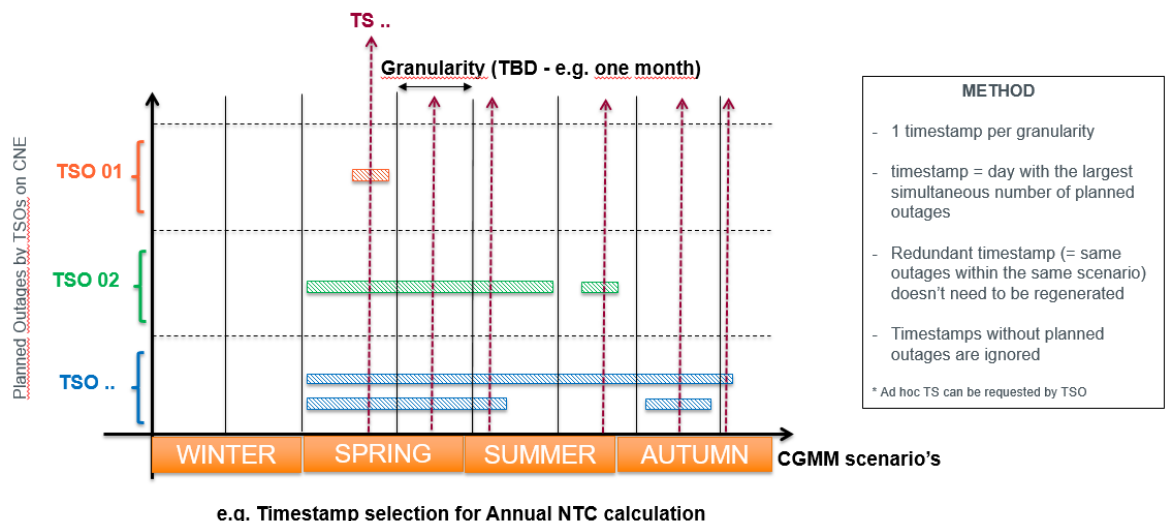 TS ..
Granularity (TBD - e.g. one month)
Planned Outages by TSOs on CNE
TSO 01
TSO 02
TSO ..
WINTER
SPRING
SUMMER
AUTUMN
CGMM scenario's
e.g. Timestamp selection for Annual NTC calculation
METHOD
- 1 timestamp per granularity
- timestamp = day with the largest
simultaneous number of planned
outages
- Redundant timestamp (= same
outages within the same scenario)
doesn't need to be regenerated
- Timestamps without planned
outages are ignored
* Ad hoc TS can be requested by TSO